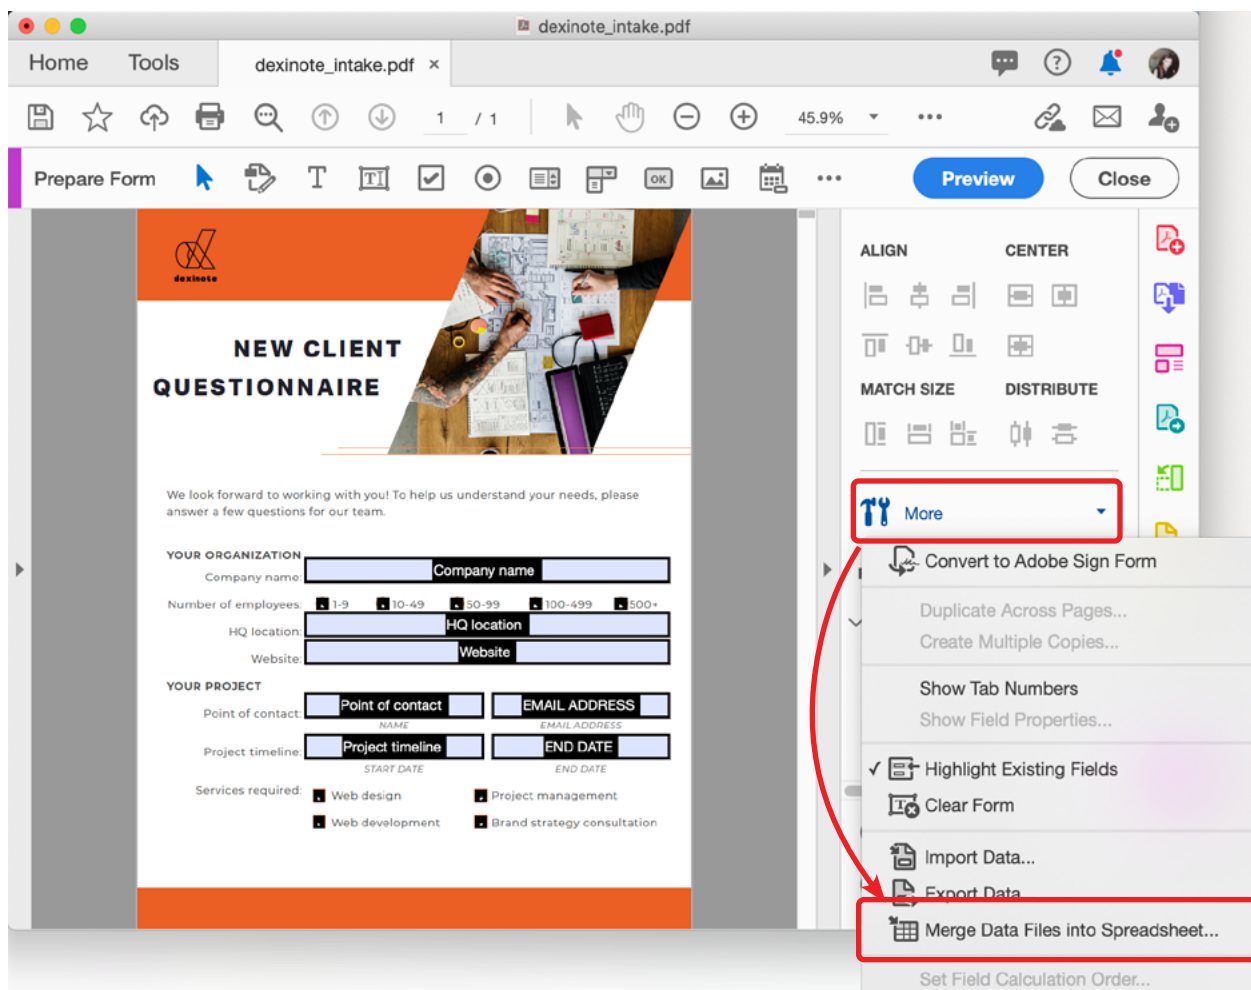 dexinote_intake.pdf
Home
Tools
dexinote_intake.pdf ×
1 / 1
45.9%
Prepare Form
OK
Preview
Close
dexinote
NEW CLIENT
QUESTIONNAIRE
We look forward to working with you! To help us understand your needs, please
answer a few questions for our team.
YOUR ORGANIZATION
Company name: Company name
Number of employees: 1-9 10-49 50-99 100-499 500+
HQ location: HQ location
Website: Website
YOUR PROJECT
Point of contact: Point of contact EMAIL ADDRESS
NAME EMAIL ADDRESS
Project timeline: Project timeline END DATE
START DATE END DATE
Services required: Web design Project management
Web development Brand strategy consultation
ALIGN
CENTER
MATCH SIZE
DISTRIBUTE
More
Convert to Adobe Sign Form
Duplicate Across Pages...
Create Multiple Copies...
Show Tab Numbers
Show Field Properties...
✓ Highlight Existing Fields
Clear Form
Import Data...
Export Data
Merge Data Files into Spreadsheet...
Set Field Calculation Order...